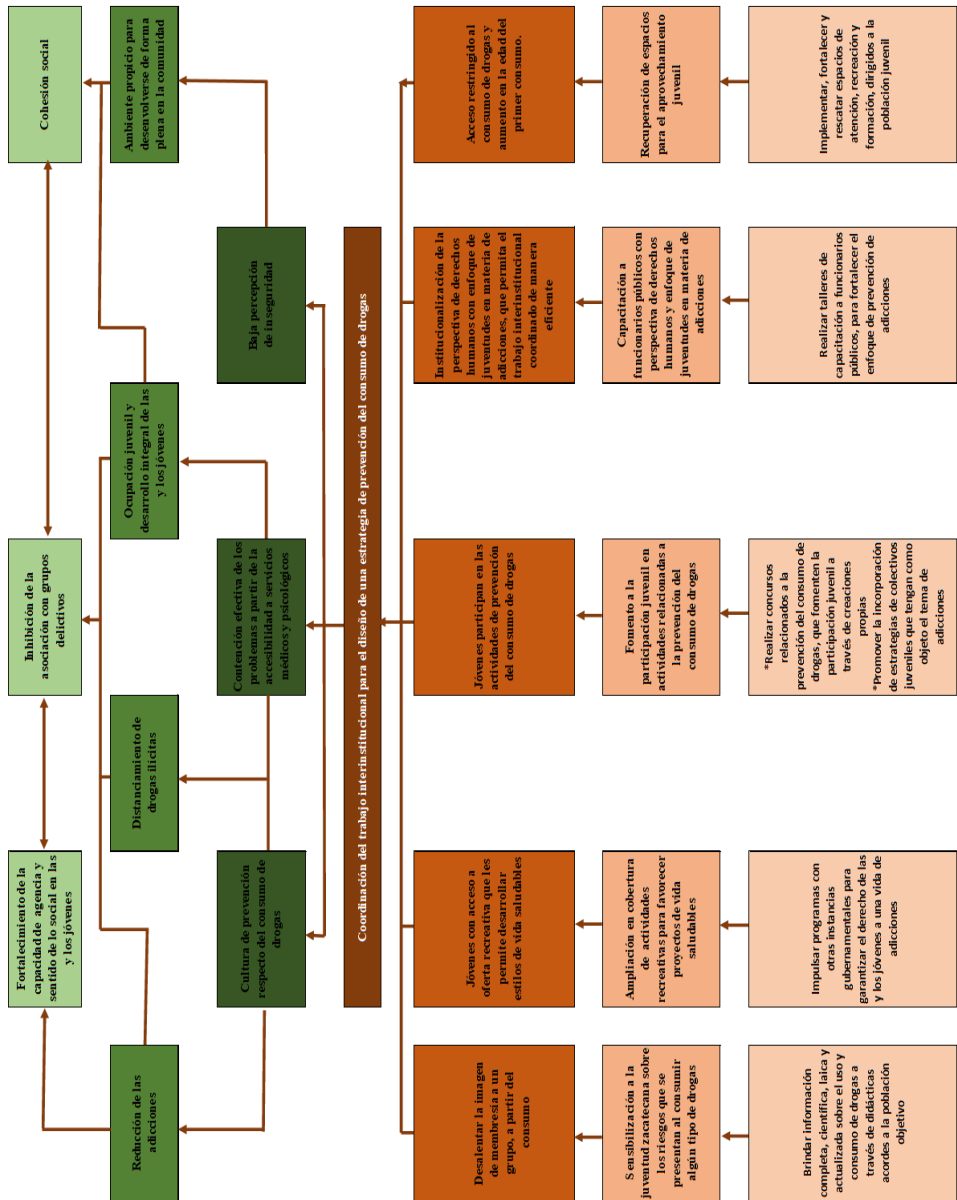 Fortalecimiento de la
capacidad de agencia y
sentido de lo social en las
y los jóvenes
Inhibición de la
asociación con grupos
delictivos
Cohesión social
Reducción de las
adicciones
Distanciamiento de
drogas ilícitas
Ocupación juvenil y
desarrollo integral de las
y los jóvenes
Ambiente propicio para
desenvolverse de forma
plena en la comunidad
Cultura de prevención
respecto del consumo de
drogas
Contención efectiva de los
problemas a partir de la
accesibilidad a servicios
médicos y psicológicos
Baja percepción
de inseguridad
Coordinación del trabajo interinstitucional para el diseño de una estrategia de prevención del consumo de drogas
Desalentar la imagen
de membresía a un
grupo, a partir del
consumo
Jóvenes con acceso a
oferta recreativa que les
permite desarrollar
estilos de vida saludables
Jóvenes participan en las
actividades de prevención
del consumo de drogas
Institucionalización de la
perspectiva de derechos
humanos con enfoque de
juventudes en materia de
adicciones, que permita el
trabajo interinstitucional
coordinado de manera
eficiente
Acceso restringido al
consumo de drogas y
aumento en la edad del
primer consumo.
Sensibilización a la
juventud zacatecana sobre
los riesgos que se
presentan al consumir
algún tipo de drogas
Ampliación en cobertura
de actividades
recreativas para favorecer
proyectos de vida
saludables
Fomento a la
participación juvenil en
actividades relacionadas a
la prevención del
consumo de drogas
Capacitación a
funcionarios públicos con
perspectiva de derechos
humanos y enfoque de
juventudes en materia de
adicciones
Recuperación de espacios
para el aprovechamiento
juvenil
Brindar información
completa, científica, laica y
actualizada sobre el uso y
consumo de drogas a
través de didácticas
acordes a la población
objetivo
Impulsar programas con
otras instancias
gubernamentales para
garantizar el derecho de las
y los jóvenes a una vida de
adicciones
*Realizar concursos
relacionados a la
prevención del consumo de
drogas, que fomenten la
participación juvenil a
través de creaciones
propias
*Promover la incorporación
de estrategias de colectivos
juveniles que tengan como
objeto el tema de
adicciones
Realizar talleres de
capacitación a funcionarios
públicos, para fortalecer el
enfoque de prevención de
adicciones
Implementar, fortalecer y
rescatar espacios de
atención, recreación y
formación, dirigidos a la
población juvenil